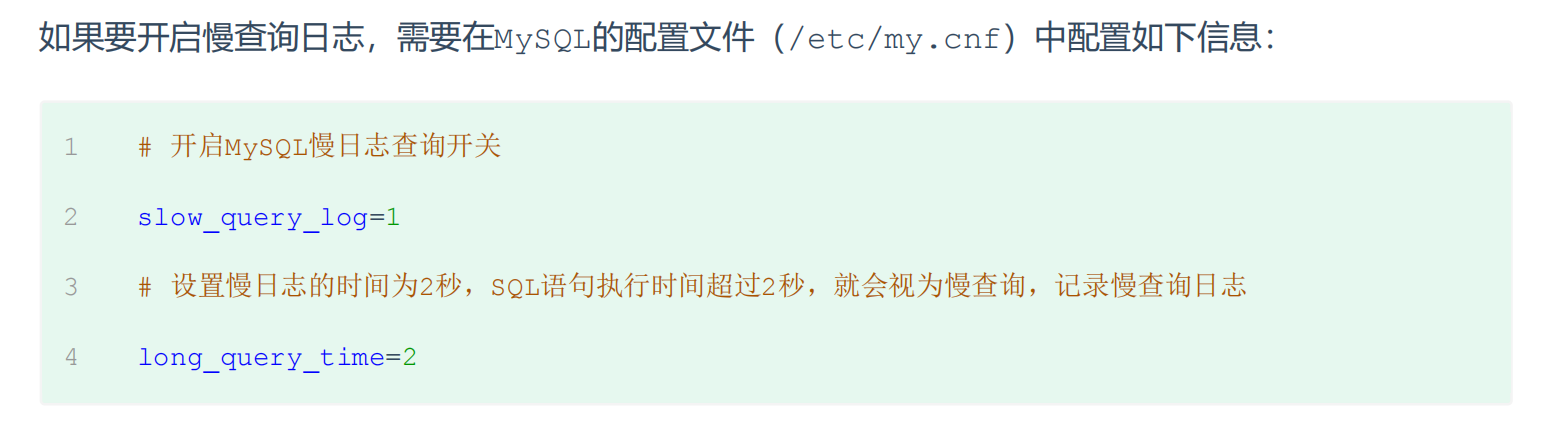 如果要开启慢查询日志，需要在MySQL的配置文件（/etc/my.cnf）中配置如下信息：
1 # 开启MySQL慢日志查询开关
2 slow_query_log=1
3 # 设置慢日志的时间为2秒，SQL语句执行时间超过2秒，就会视为慢查询，记录慢查询日志
4 long_query_time=2